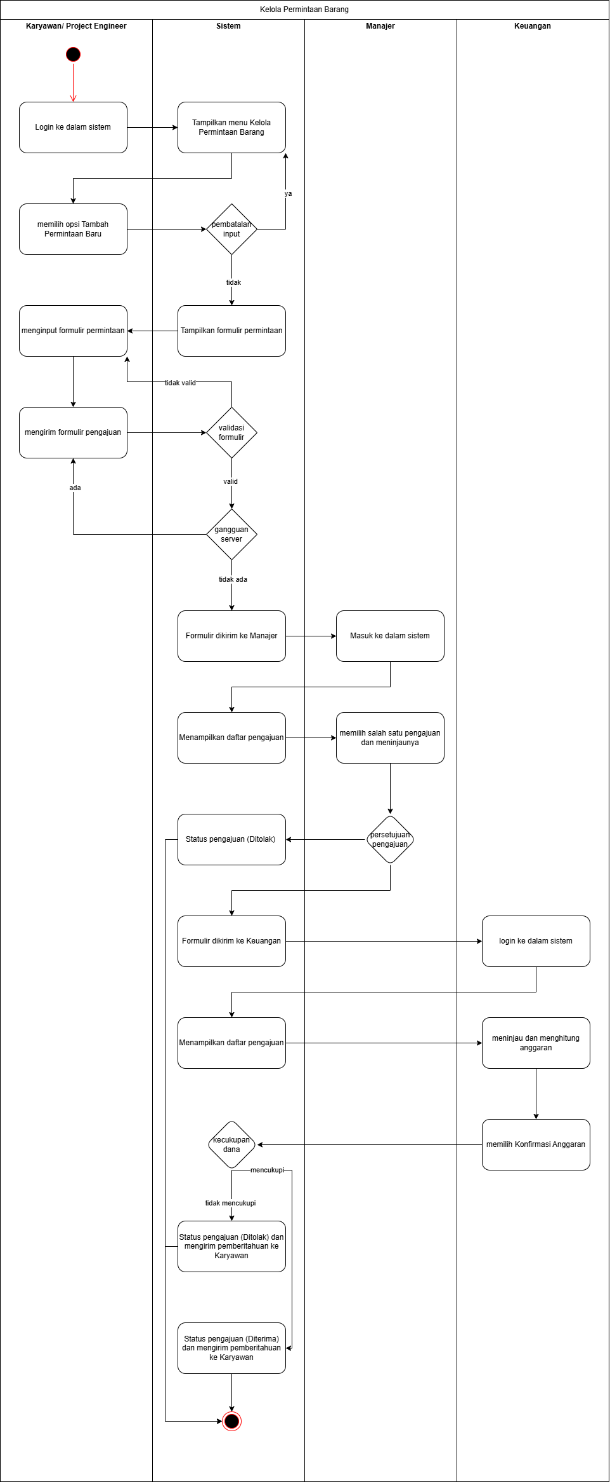 Kelola Permintaan Barang
Karyawan/ Project Engineer
Sistem
Manajer
Keuangan
Login ke dalam sistem
Tampilkan menu Kelola
Permintaan Barang
ya
memilih opsi Tambah
Permintaan Baru
pembatalan
input
tidak
menginput formulir permintaan
Tampilkan formulir permintaan
tidak valid
mengirim formulir pengajuan
validasi
formulir
valid
ada
gangguan
server
tidak ada
Formulir dikirim ke Manajer
Masuk ke dalam sistem
Menampilkan daftar pengajuan
memilih salah satu pengajuan
dan meninjaunya
Status pengajuan (Ditolak)
persetujuan
pengajuan
Formulir dikirim ke Keuangan
login ke dalam sistem
Menampilkan daftar pengajuan
meninjau dan menghitung
anggaran
kecukupan
dana
memilih Konfirmasi Anggaran
mencukupi
tidak mencukupi
Status pengajuan (Ditolak) dan
mengirim pemberitahuan ke
Karyawan
Status pengajuan (Diterima)
dan mengirim pemberitahuan
ke Karyawan